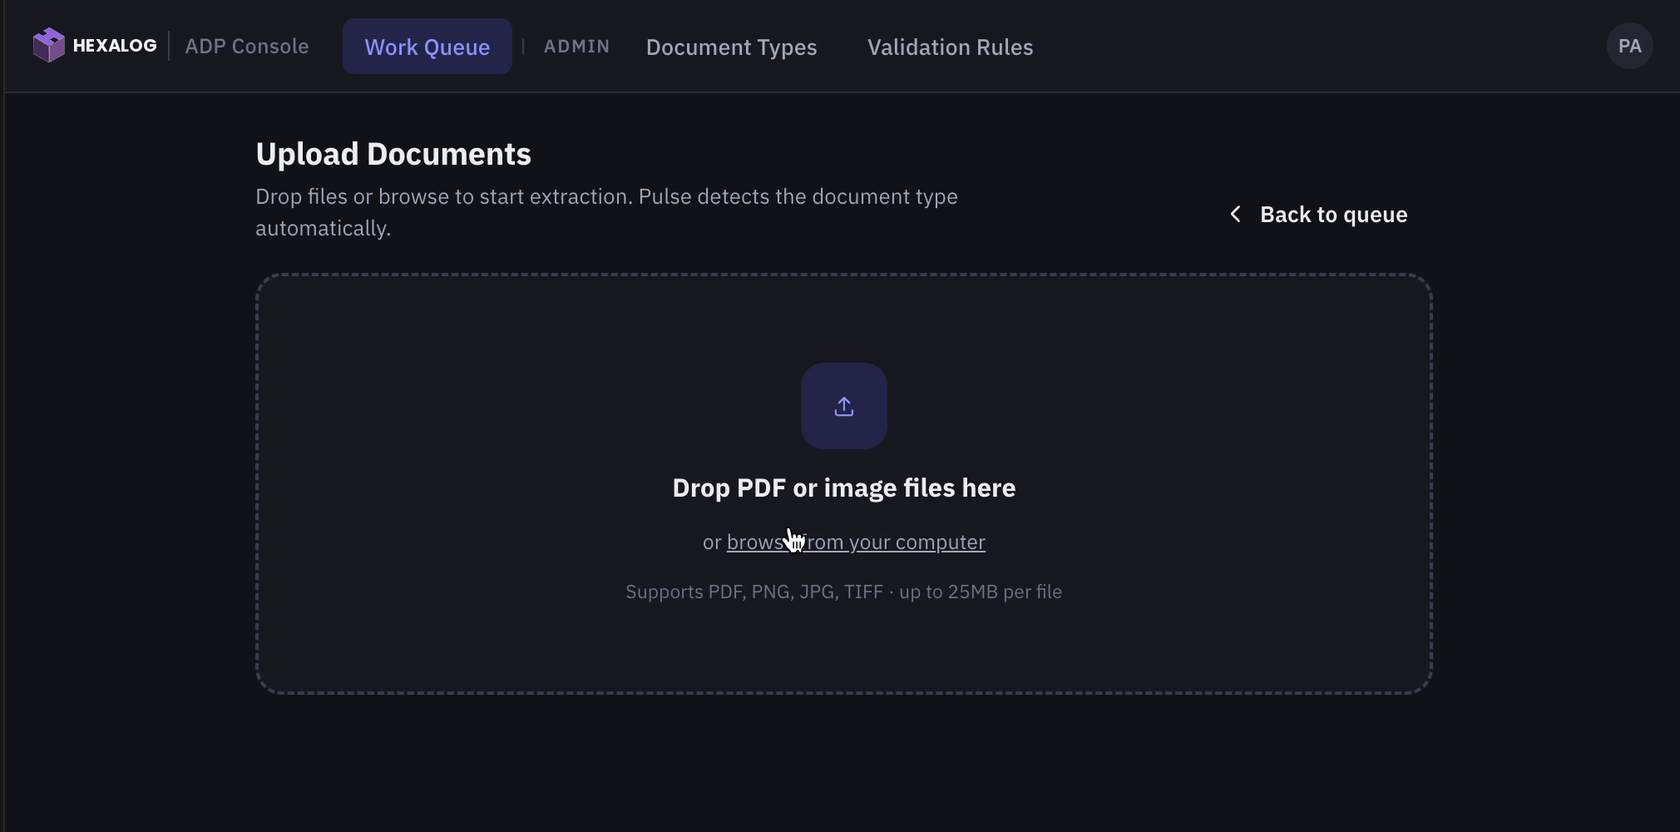 HEXALOG
ADP Console
Work Queue
ADMIN
Document Types
Validation Rules
PA
Upload Documents
Drop files or browse to start extraction. Pulse detects the document type
automatically.
Back to queue
Drop PDF or image files here
or browse from your computer
Supports PDF, PNG, JPG, TIFF · up to 25MB per file